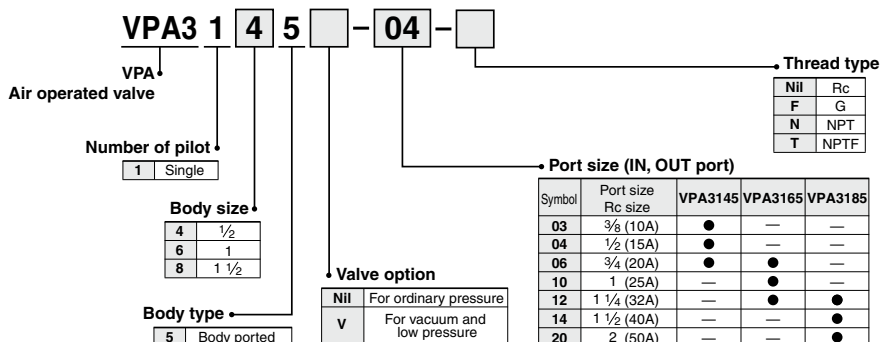 VPA3 1 4 5 – 04 –
VPA
Air operated valve
Thread type
Nil Rc
F G
N NPT
T NPTF
Number of pilot
1 Single
Port size (IN, OUT port)
Symbol Port size Rc size VPA3145 VPA3165 VPA3185
03 3/8 (10A) ● — —
04 1/2 (15A) ● — —
06 3/4 (20A) ● ● —
10 1 (25A) — ● —
12 1 1/4 (32A) — ● ●
14 1 1/2 (40A) — — ●
20 2 (50A) — — ●
Body size
4 1/2
6 1
8 1 1/2
Valve option
Nil For ordinary pressure
V For vacuum and low pressure
Body type
5 Body ported